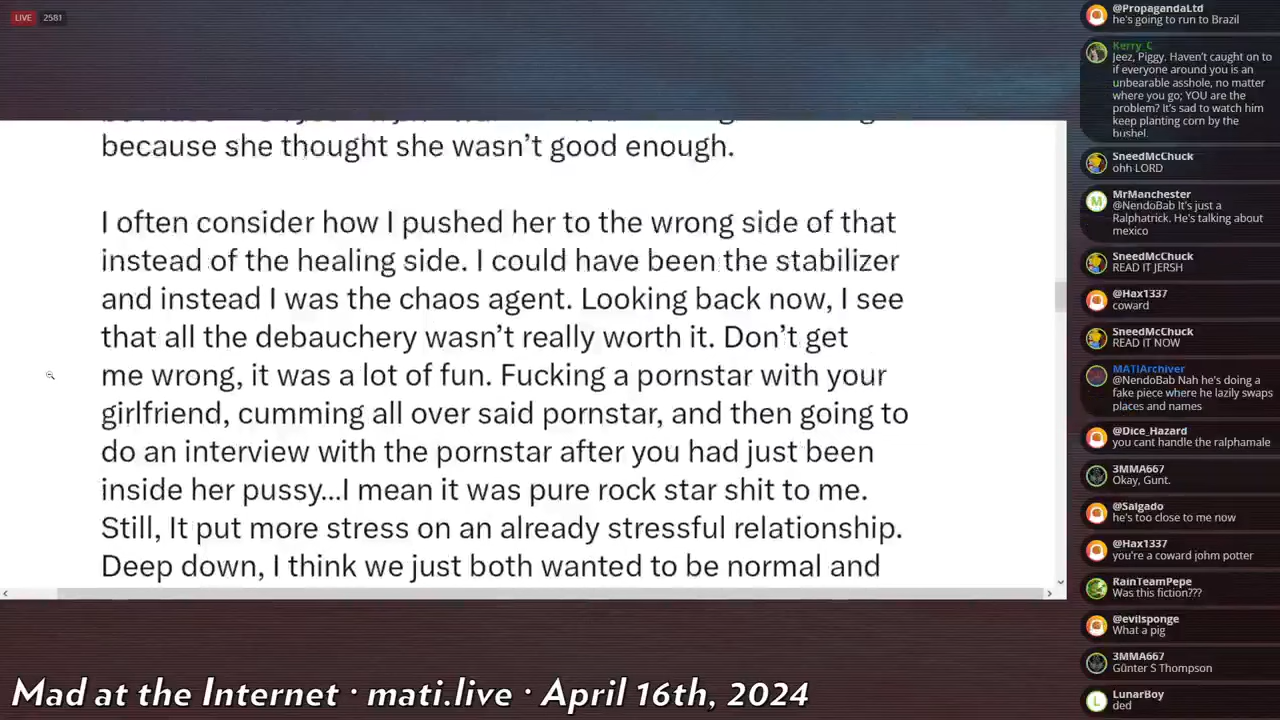 LIVE 2581
because she thought she wasn't good enough.
I often consider how I pushed her to the wrong side of that
instead of the healing side. I could have been the stabilizer
and instead I was the chaos agent. Looking back now, I see
that all the debauchery wasn't really worth it. Don't get
me wrong, it was a lot of fun. Fucking a pornstar with your
girlfriend, cumming all over said pornstar, and then going to
do an interview with the pornstar after you had just been
inside her pussy...I mean it was pure rock star shit to me.
Still, It put more stress on an already stressful relationship.
Deep down, I think we just both wanted to be normal and
Mad at the Internet · mati.live · April 16th, 2024
@PropagandaLtd
he's going to run to Brazil
Kerry_C
Jeez, Piggy. Haven't caught on to
if everyone around you is an
unbearable asshole, no matter
where you go; YOU are the
problem? It's sad to watch him
keep planting corn by the
bushel.
SneedMcChuck
ohh LORD
MrManchester
@NendoBab It's just a
Ralphatrick. He's talking about
mexico
SneedMcChuck
READ IT JERSH
@Hax1337
coward
SneedMcChuck
READ IT NOW
MATIArchiver
@NendoBab Nah he's doing a
fake piece where he lazily swaps
places and names
@Dice_Hazard
you cant handle the ralphamale
3MMA667
Okay, Gunt.
@Salgado
he's too close to me now
@Hax1337
you're a coward johm potter
RainTeamPepe
Was this fiction???
@evilsponge
What a pig
3MMA667
Günter S Thompson
LunarBoy
ded